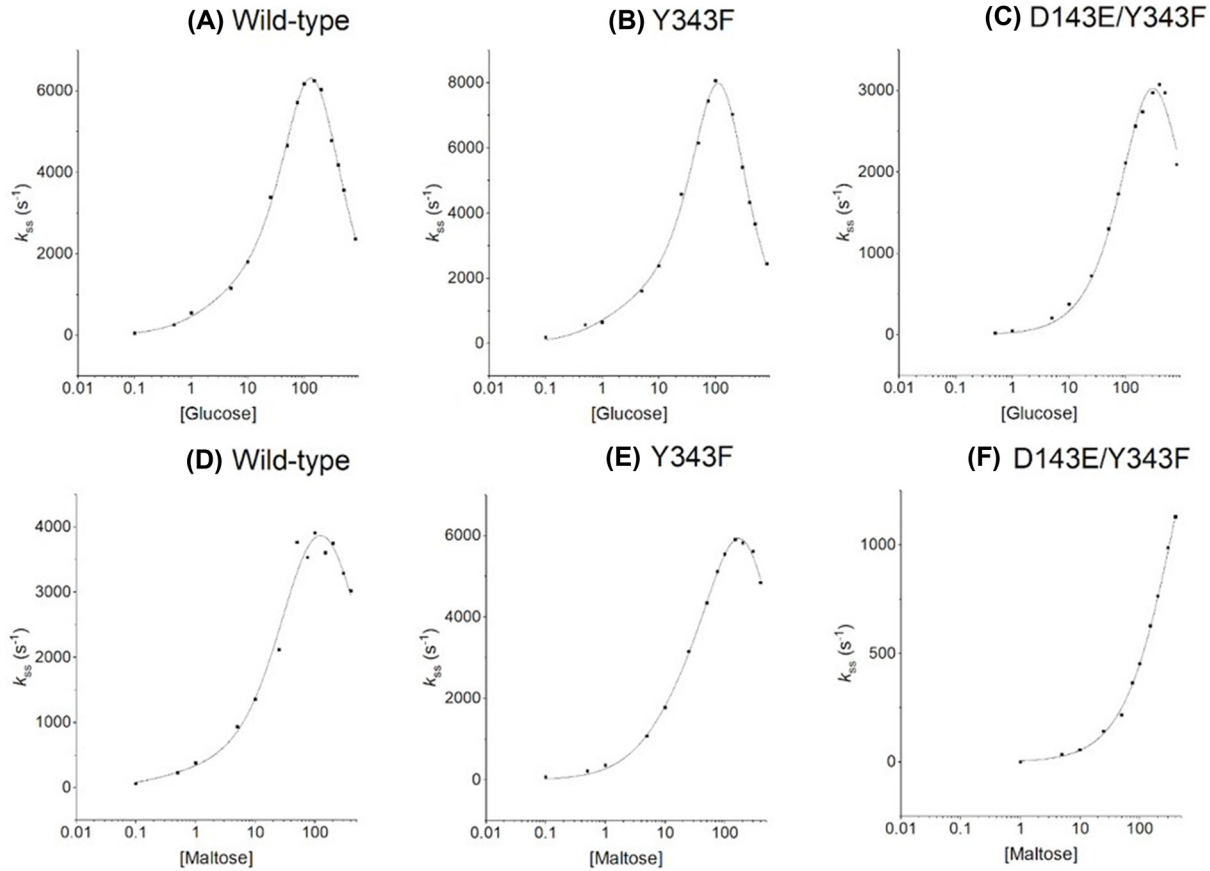 (A) Wild-type
6000
4000
2000
0
kss (s-1)
0.01 0.1 1 10 100
[Glucose]
(B) Y343F
8000
6000
4000
2000
0
kss (s-1)
0.01 0.1 1 10 100
[Glucose]
(C) D143E/Y343F
3000
2000
1000
0
kss (s-1)
0.01 0.1 1 10 100
[Glucose]
(D) Wild-type
4000
3000
2000
1000
0
kss (s-1)
0.01 0.1 1 10 100
[Maltose]
(E) Y343F
6000
4000
2000
0
kss (s-1)
0.01 0.1 1 10 100
[Maltose]
(F) D143E/Y343F
1000
500
0
kss (s-1)
0.01 0.1 1 10 100
[Maltose]